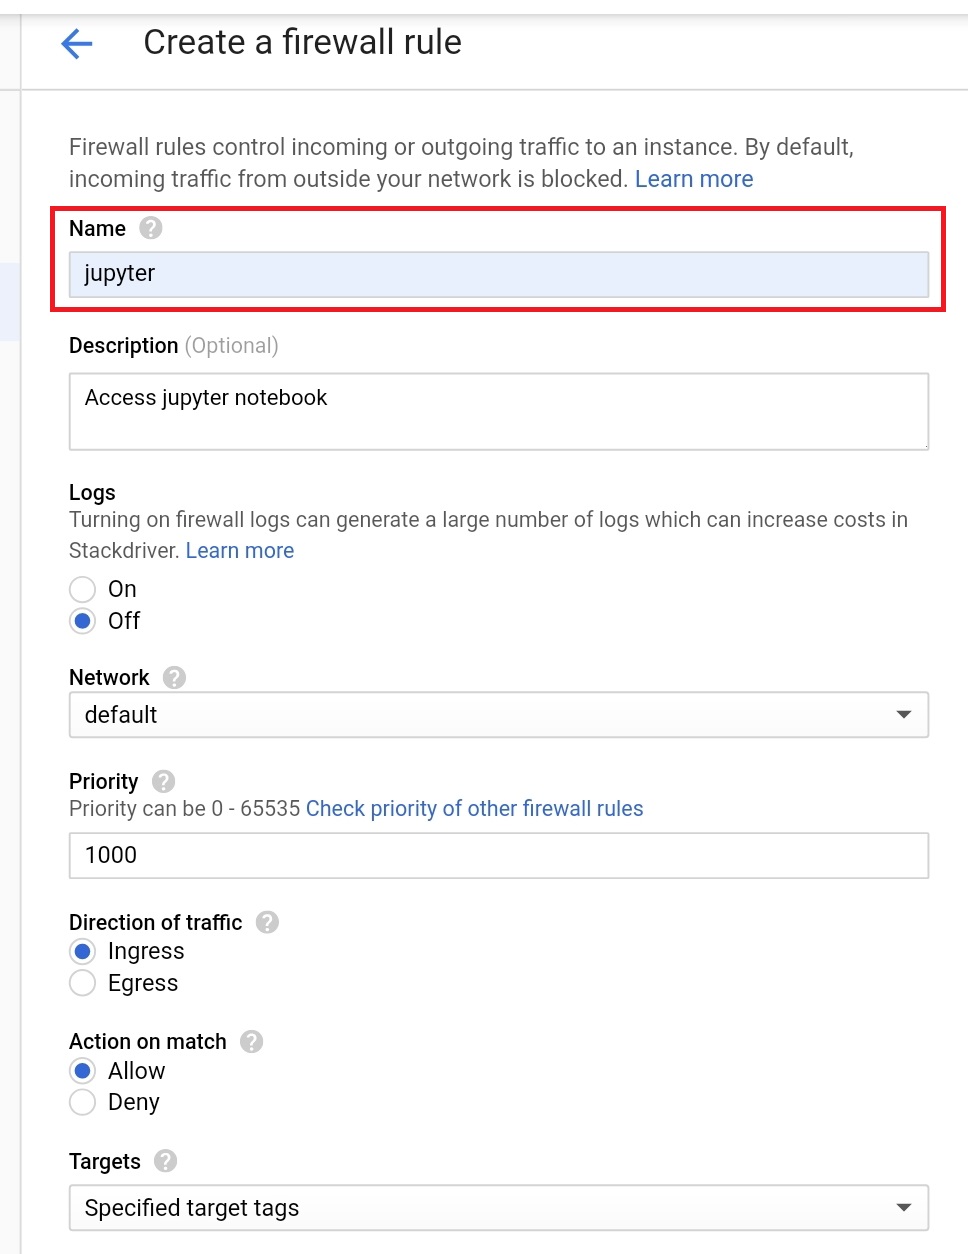 Create a firewall rule
Firewall rules control incoming or outgoing traffic to an instance. By default,
incoming traffic from outside your network is blocked. Learn more
Name ?
jupyter
Description (Optional)
Access jupyter notebook
Logs
Turning on firewall logs can generate a large number of logs which can increase costs in
Stackdriver. Learn more
On
Off
Network ?
default
Priority ?
Priority can be 0 - 65535 Check priority of other firewall rules
1000
Direction of traffic ?
Ingress
Egress
Action on match ?
Allow
Deny
Targets ?
Specified target tags